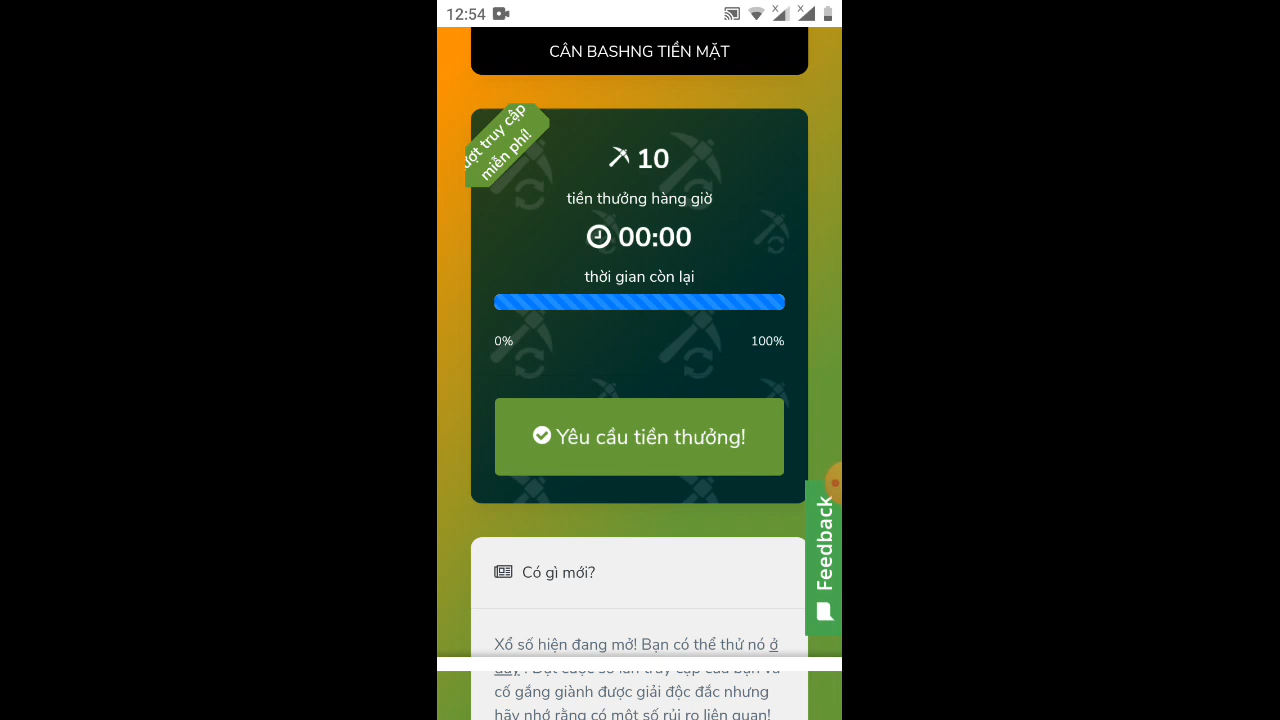 12:54
CÂN BASHNG TIỀN MẶT
ượt truy cập
miễn phí!
10
tiền thưởng hàng giờ
00:00
thời gian còn lại
0% 100%
Yêu cầu tiền thưởng!
Feedback
Có gì mới?
Xổ số hiện đang mở! Bạn có thể thử nó ở
cố gắng giành được giải độc đắc nhưng
hãy nhớ rằng có một số rủi ro liên quan!